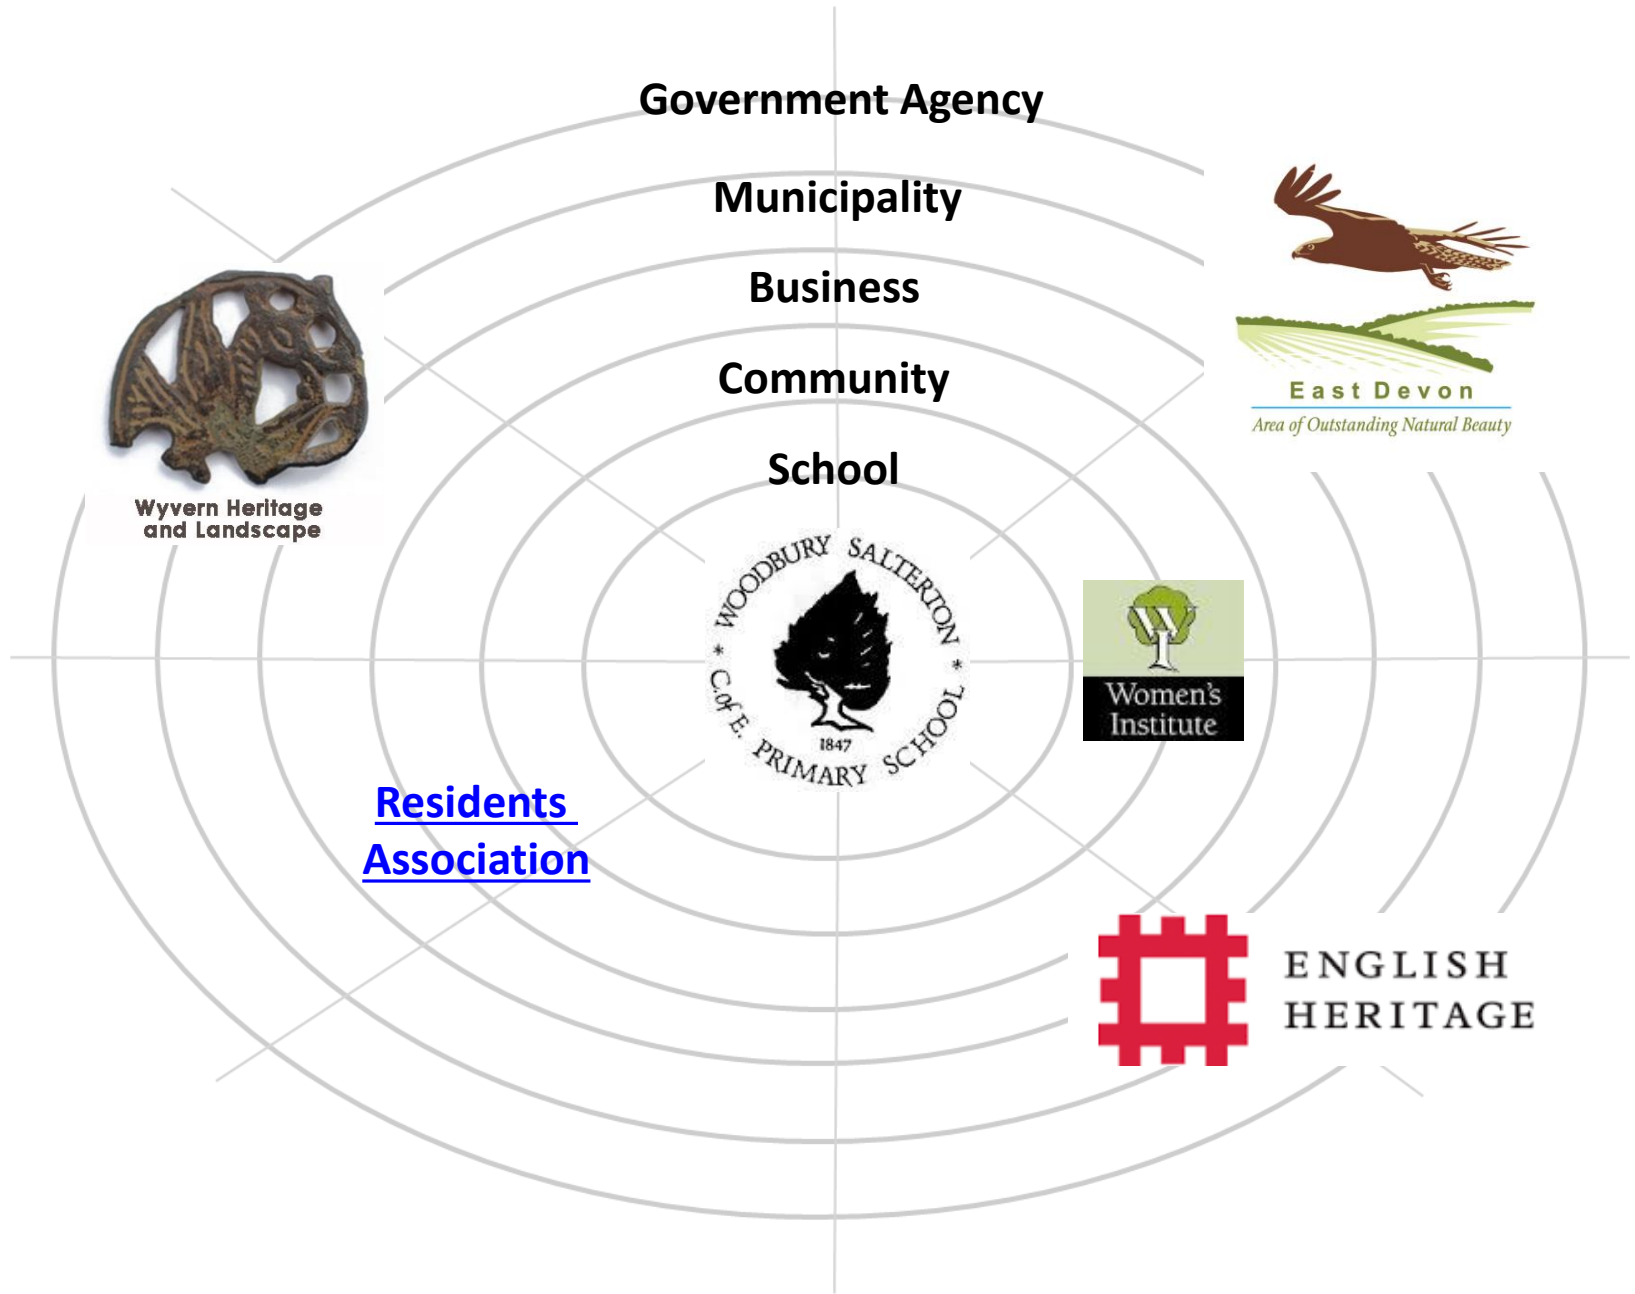 Government Agency
Municipality
Business
Community
School
Wyvern Heritage
and Landscape
East Devon
Area of Outstanding Natural Beauty
* WOODBURY SALTERTON *
C.of E. PRIMARY SCHOOL
1847
WI
Women's
Institute
Residents
Association
ENGLISH
HERITAGE